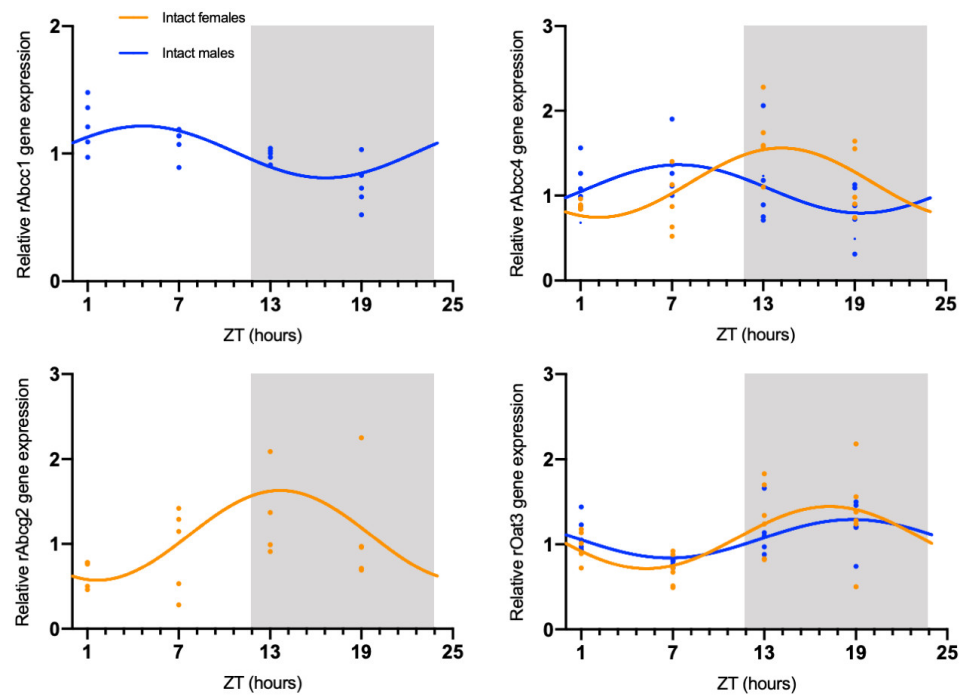 Intact females
Intact males
Relative rAbcc1 gene expression
2
1
0
1 7 13 19 25
ZT (hours)
Relative rAbcc4 gene expression
3
2
1
0
1 7 13 19 25
ZT (hours)
Relative rAbcg2 gene expression
3
2
1
0
1 7 13 19 25
ZT (hours)
Relative rOat3 gene expression
3
2
1
0
1 7 13 19 25
ZT (hours)